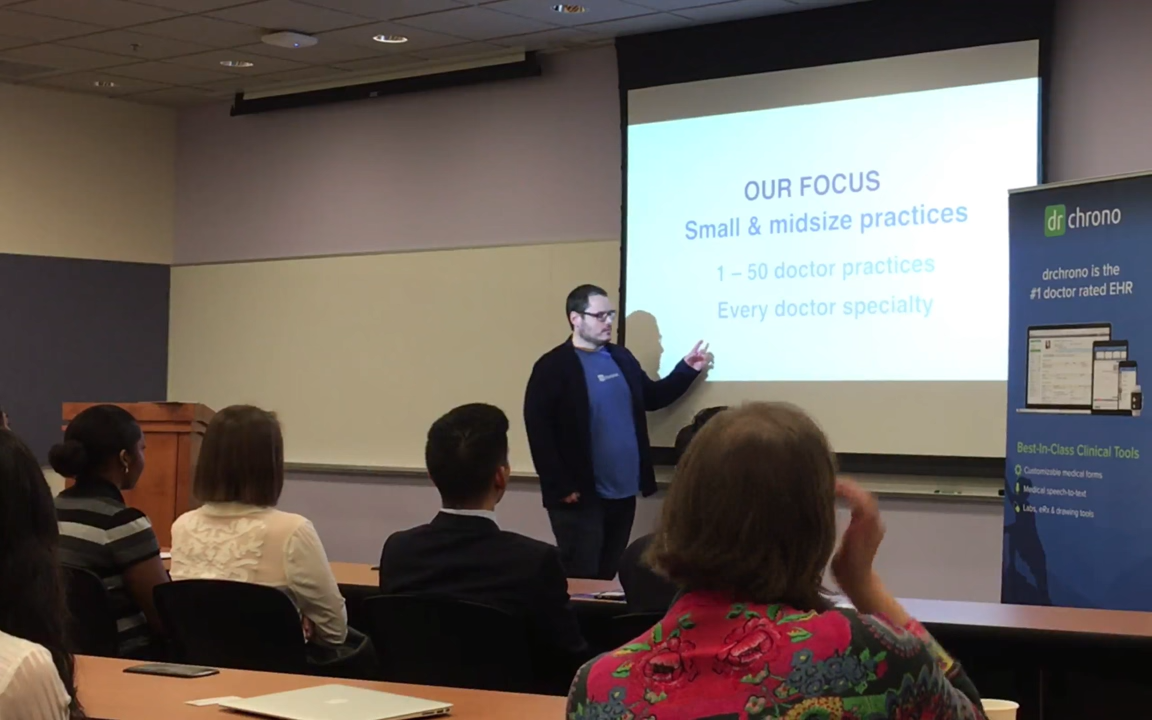 OUR FOCUS
Small & midsize practices
1 – 50 doctor practices
Every doctor specialty
dr chrono
drchrono is the
#1 doctor rated EHR
Best-In-Class Clinical Tools
Customizable medical forms
Medical speech-to-text
Labs, eRx & drawing tools